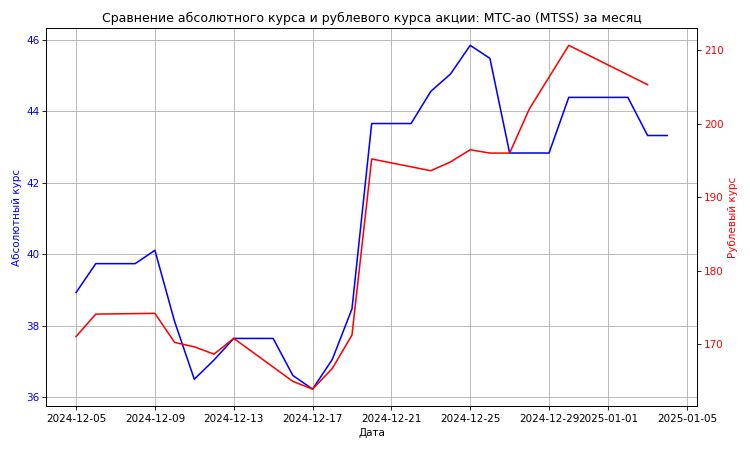 Сравнение абсолютного курса и рублевого курса акции: МТС-ао (MTSS) за месяц
46
44
42
40
38
36
Абсолютный курс
210
200
190
180
170
Рублевый курс
2024-12-05 2024-12-09 2024-12-13 2024-12-17 2024-12-21 2024-12-25 2024-12-29 2025-01-01 2025-01-05
Дата